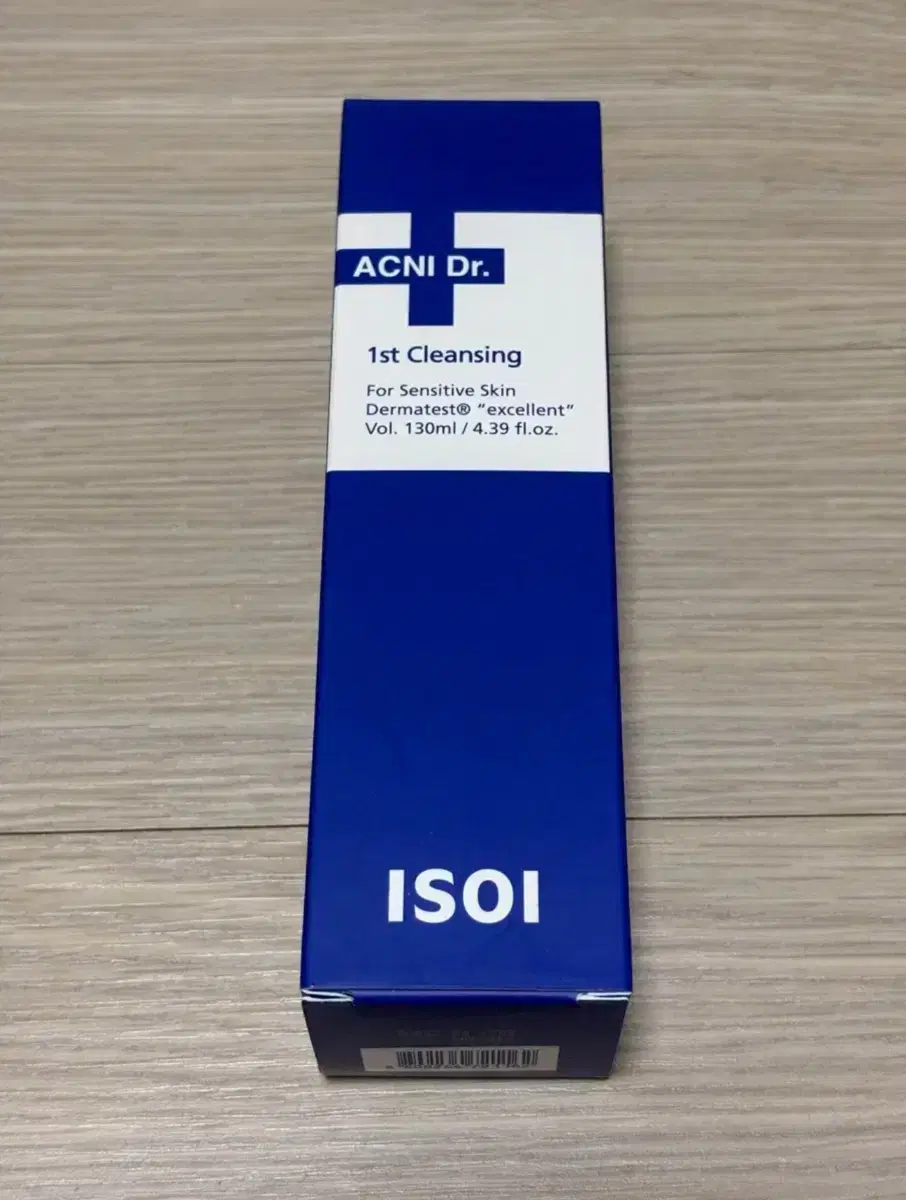 ACNI Dr.
1st Cleansing
For Sensitive Skin
Dermatest® “excellent”
Vol. 130ml / 4.39 fl.oz.
ISOI